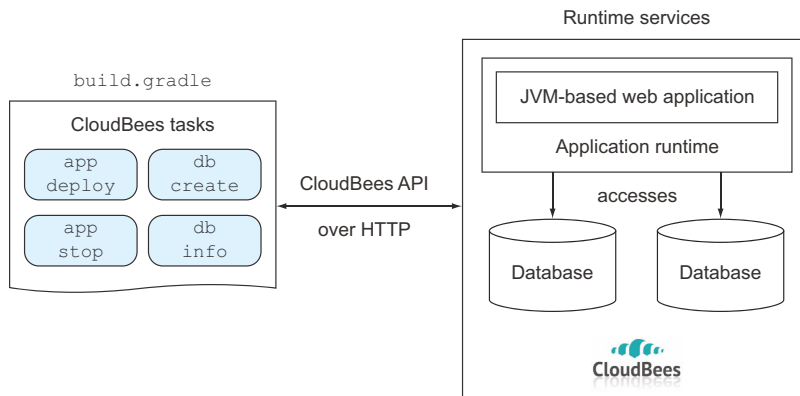 build.gradle
CloudBees tasks
app
deploy
db
create
app
stop
db
info
CloudBees API
over HTTP
Runtime services
JVM-based web application
Application runtime
accesses
Database
Database
CloudBees